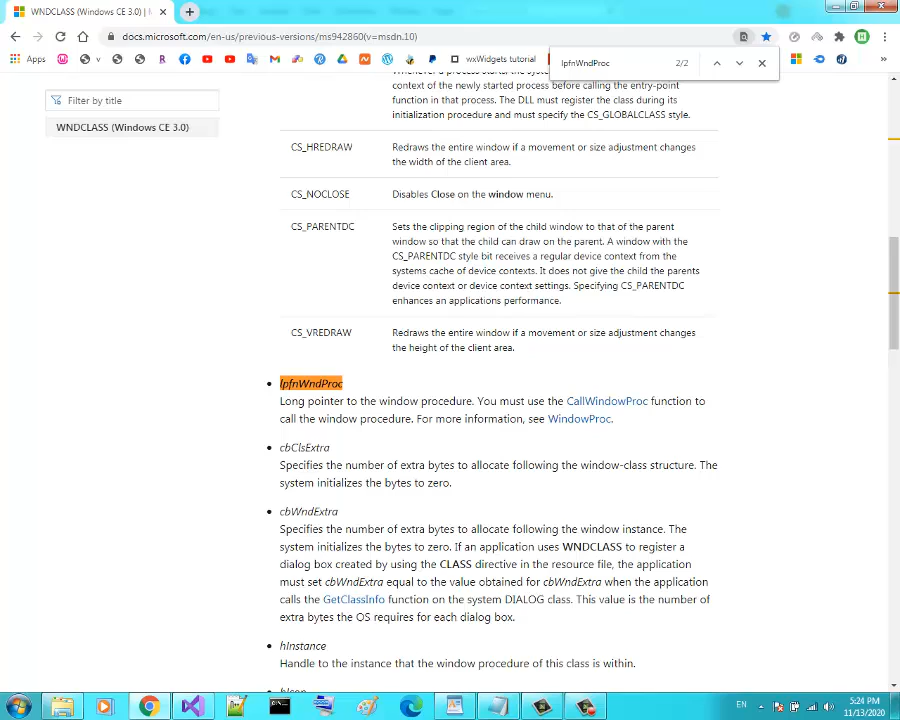 WNDCLASS (Windows CE 3.0) |
docs.microsoft.com/en-us/previous-versions/ms942860(v=msdn.10)
Apps
wxWidgets tutorial
lpfnWndProc
2/2
Filter by title
WNDCLASS (Windows CE 3.0)
Whenever a process starts, the system
context of the newly started process before calling the entry-point
function in that process. The DLL must register the class during its
initialization procedure and must specify the CS_GLOBALCLASS style.
CS_HREDRAW
Redraws the entire window if a movement or size adjustment changes
the width of the client area.
CS_NOCLOSE
Disables Close on the window menu.
CS_PARENTDC
Sets the clipping region of the child window to that of the parent
window so that the child can draw on the parent. A window with the
CS_PARENTDC style bit receives a regular device context from the
systems cache of device contexts. It does not give the child the parents
device context or device context settings. Specifying CS_PARENTDC
enhances an applications performance.
CS_VREDRAW
Redraws the entire window if a movement or size adjustment changes
the height of the client area.
lpfnWndProc
Long pointer to the window procedure. You must use the CallWindowProc function to
call the window procedure. For more information, see WindowProc.
cbClsExtra
Specifies the number of extra bytes to allocate following the window-class structure. The
system initializes the bytes to zero.
cbWndExtra
Specifies the number of extra bytes to allocate following the window instance. The
system initializes the bytes to zero. If an application uses WNDCLASS to register a
dialog box created by using the CLASS directive in the resource file, the application
must set cbWndExtra equal to the value obtained for cbWndExtra when the application
calls the GetClassInfo function on the system DIALOG class. This value is the number of
extra bytes the OS requires for each dialog box.
hInstance
Handle to the instance that the window procedure of this class is within.
hIcon
EN
5:24 PM
11/13/2020